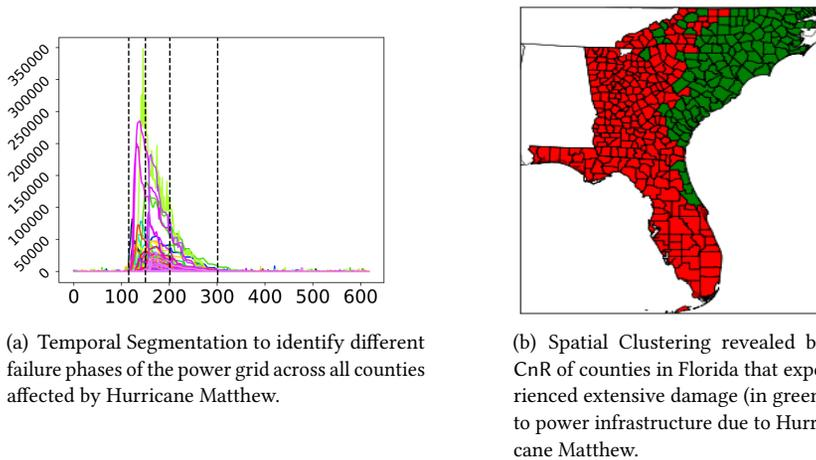 350000
300000
250000
200000
150000
100000
50000
0
0 100 200 300 400 500 600
(a) Temporal Segmentation to identify different
failure phases of the power grid across all counties
affected by Hurricane Matthew.
(b) Spatial Clustering revealed b
CnR of counties in Florida that expe
rienced extensive damage (in green
to power infrastructure due to Hurr
cane Matthew.